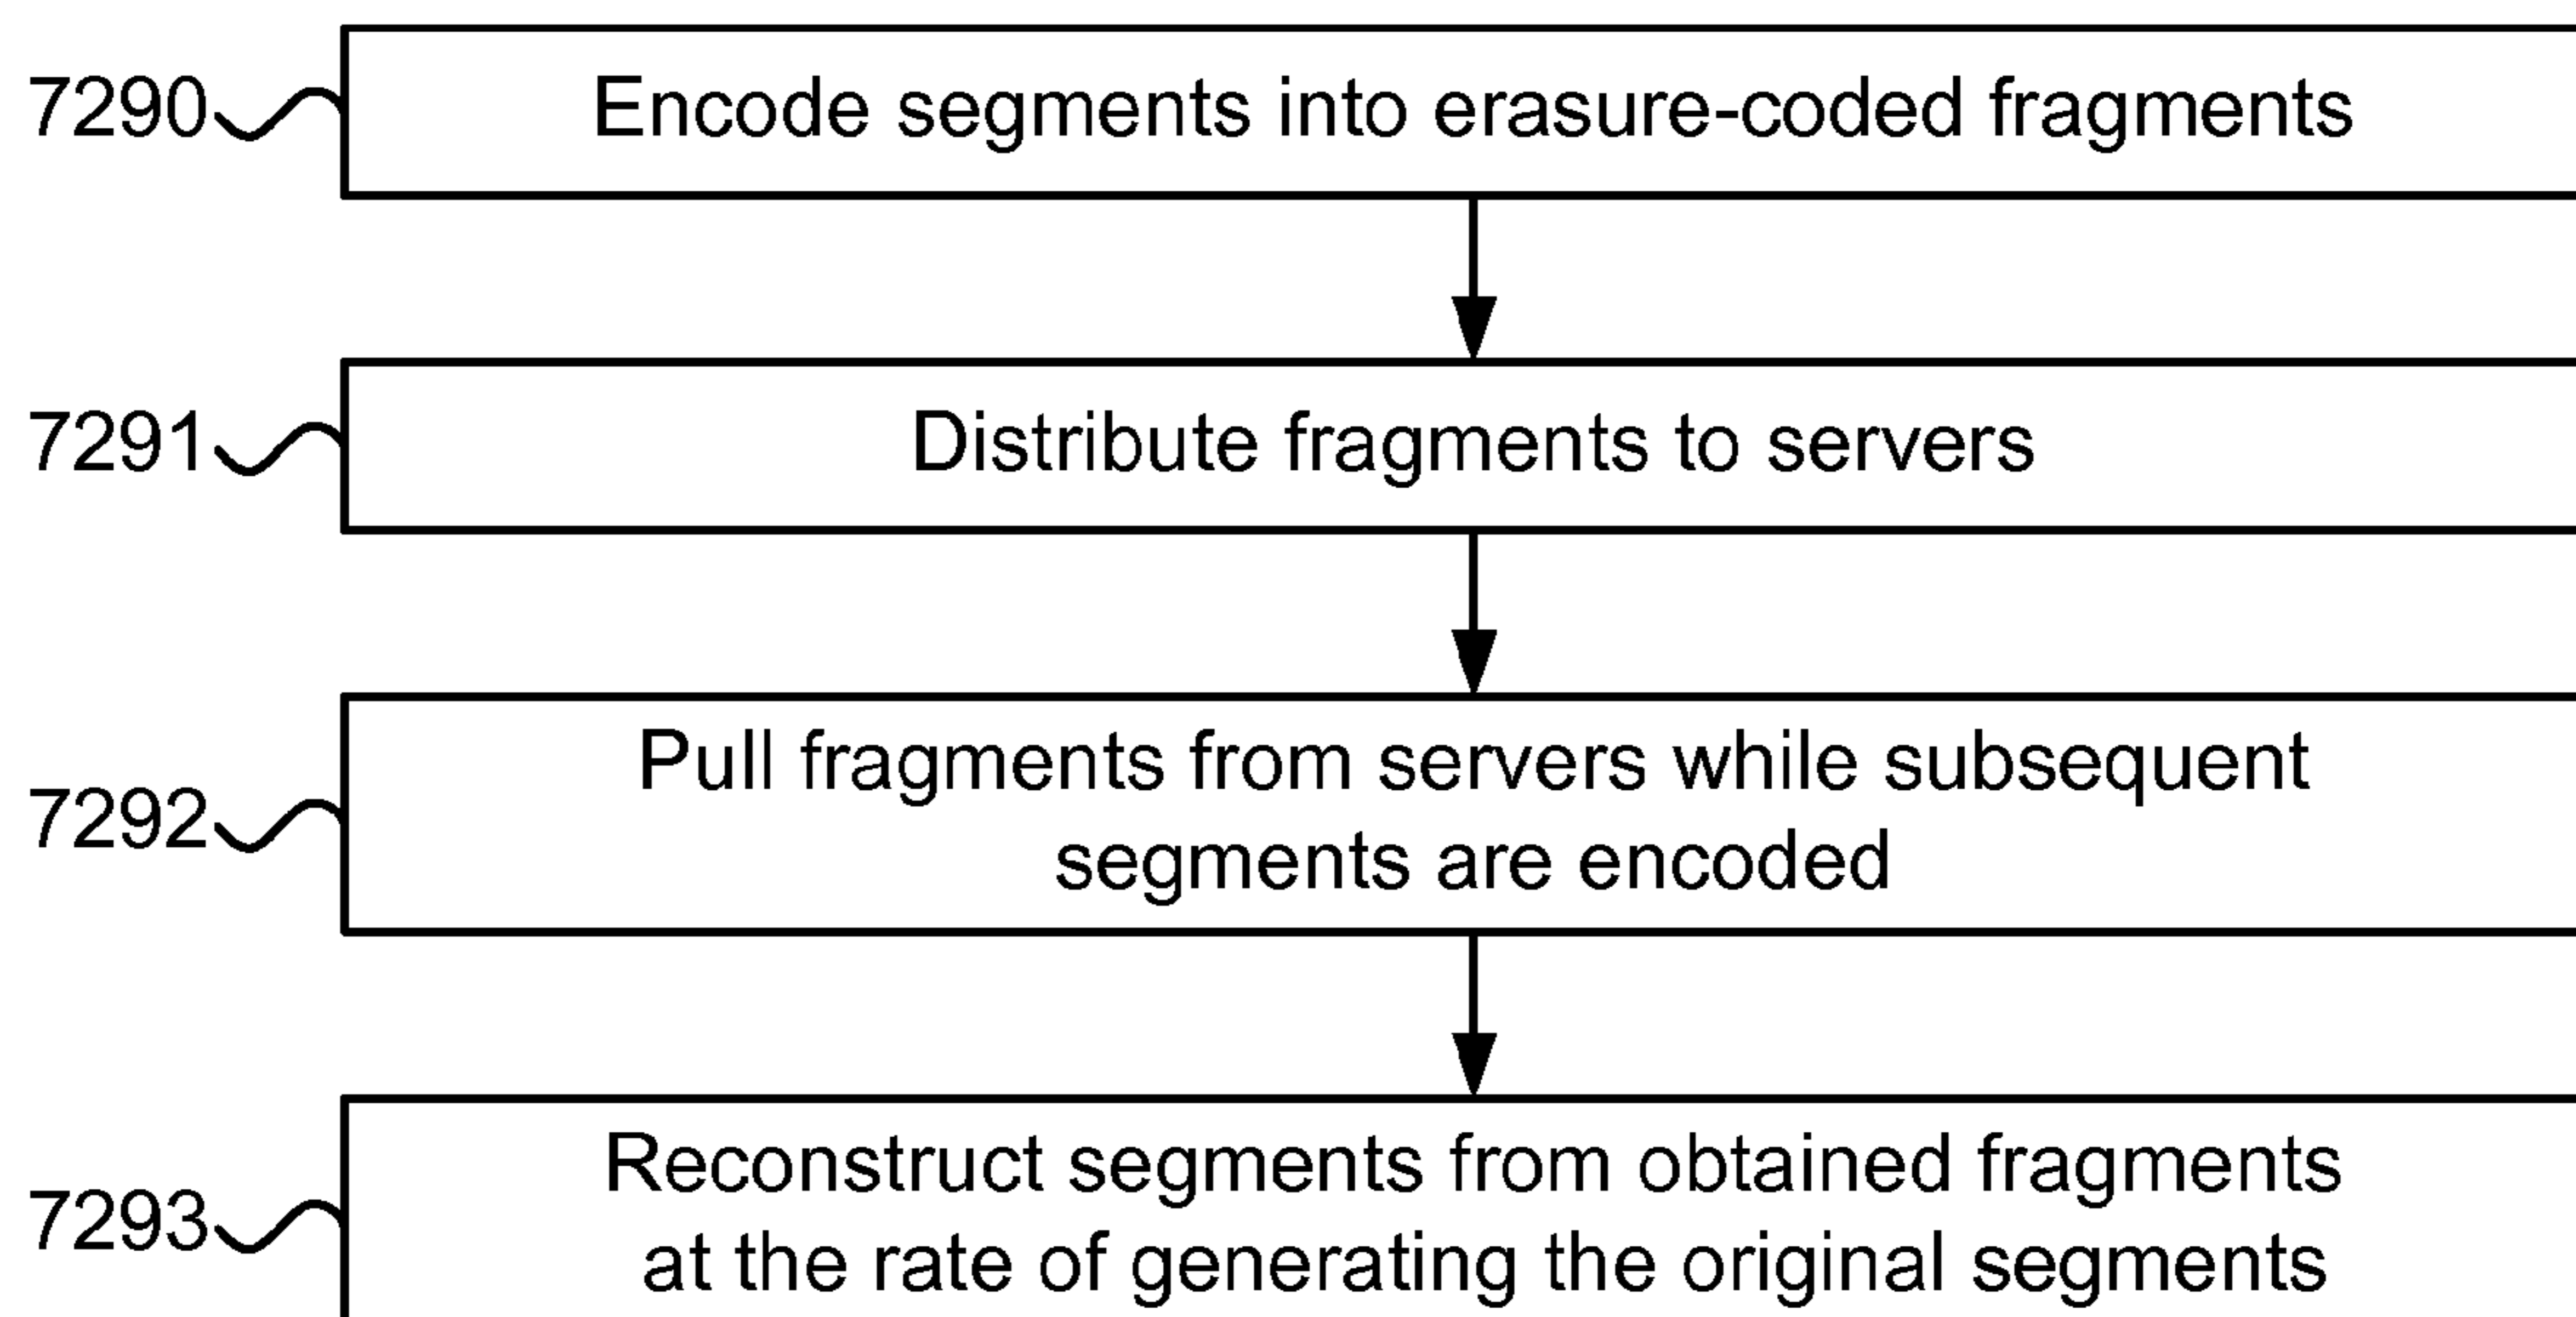 7290
Encode segments into erasure-coded fragments
7291
Distribute fragments to servers
7292
Pull fragments from servers while subsequent
segments are encoded
7293
Reconstruct segments from obtained fragments
at the rate of generating the original segments